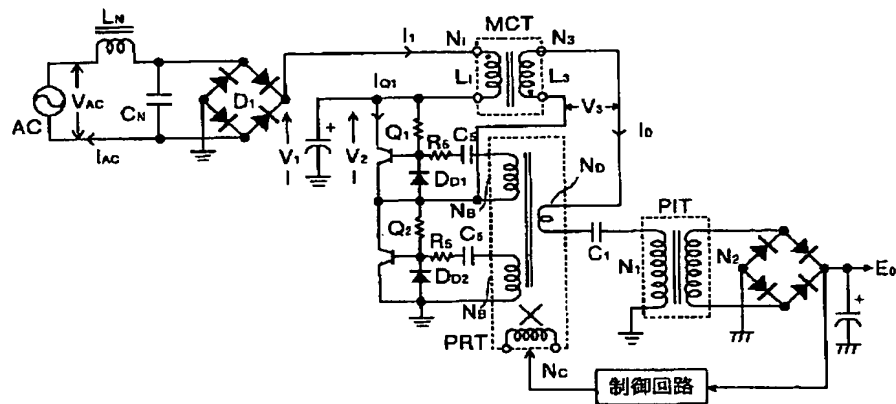 LN
I1
N1
MCT
N3
VAC
CN
D1
L1
L3
AC
IAC
IQ1
V3
ID
V1
V2
Q1
R6
C5
DD1
ND
NB
Q2
R5
C5
DD2
NB
C1
PIT
N1
N2
E0
PRT
NC
制御回路